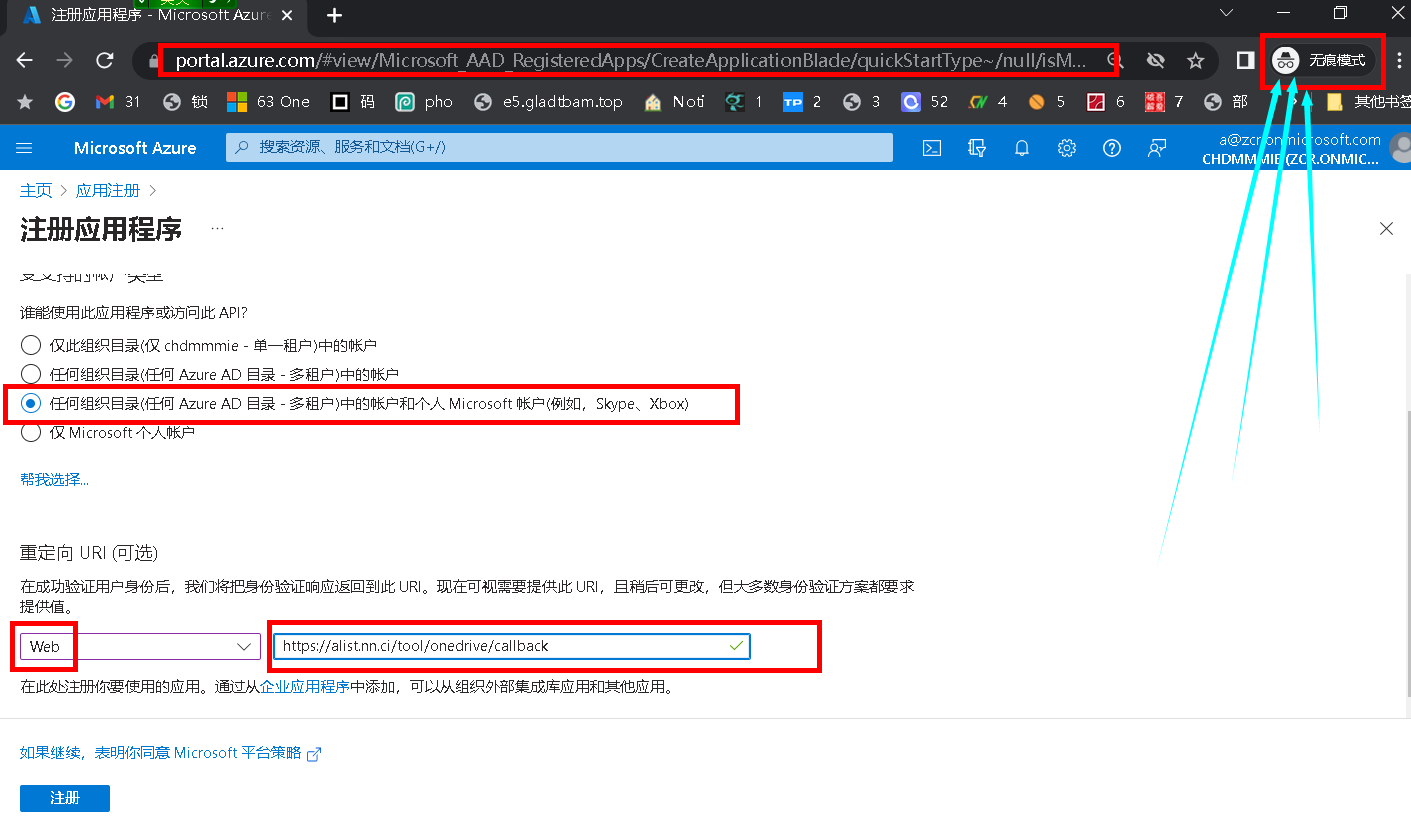 注册应用程序 - Microsoft Azure
portal.azure.com/#view/Microsoft_AAD_RegisteredApps/CreateApplicationBlade/quickStartType~/null/isM...
无痕模式
31 锁 63 One 码 pho e5.gladtbam.top Noti 1 2 3 52 4 5 6 7 部 其他书签
Microsoft Azure
搜索资源、服务和文档(G+/)
a@zcr.onmicrosoft.com
CHDMMMIE (ZCR.ONMIC...
主页 > 应用注册 >
注册应用程序 ...
要支持的帐户类型
谁能使用此应用程序或访问此 API?
仅此组织目录(仅 chdmmmie - 单一租户)中的帐户
任何组织目录(任何 Azure AD 目录 - 多租户)中的帐户
任何组织目录(任何 Azure AD 目录 - 多租户)中的帐户和个人 Microsoft 帐户(例如，Skype、Xbox)
仅 Microsoft 个人帐户
帮我选择...
重定向 URI (可选)
在成功验证用户身份后，我们将把身份验证响应返回到此 URI。现在可视需要提供此 URI，且稍后可更改，但大多数身份验证方案都要求
提供值。
Web
https://alist.nn.ci/tool/onedrive/callback
在此处注册你要使用的应用。通过从企业应用程序中添加，可以从组织外部集成库应用和其他应用。
如果继续，表明你同意 Microsoft 平台策略
注册